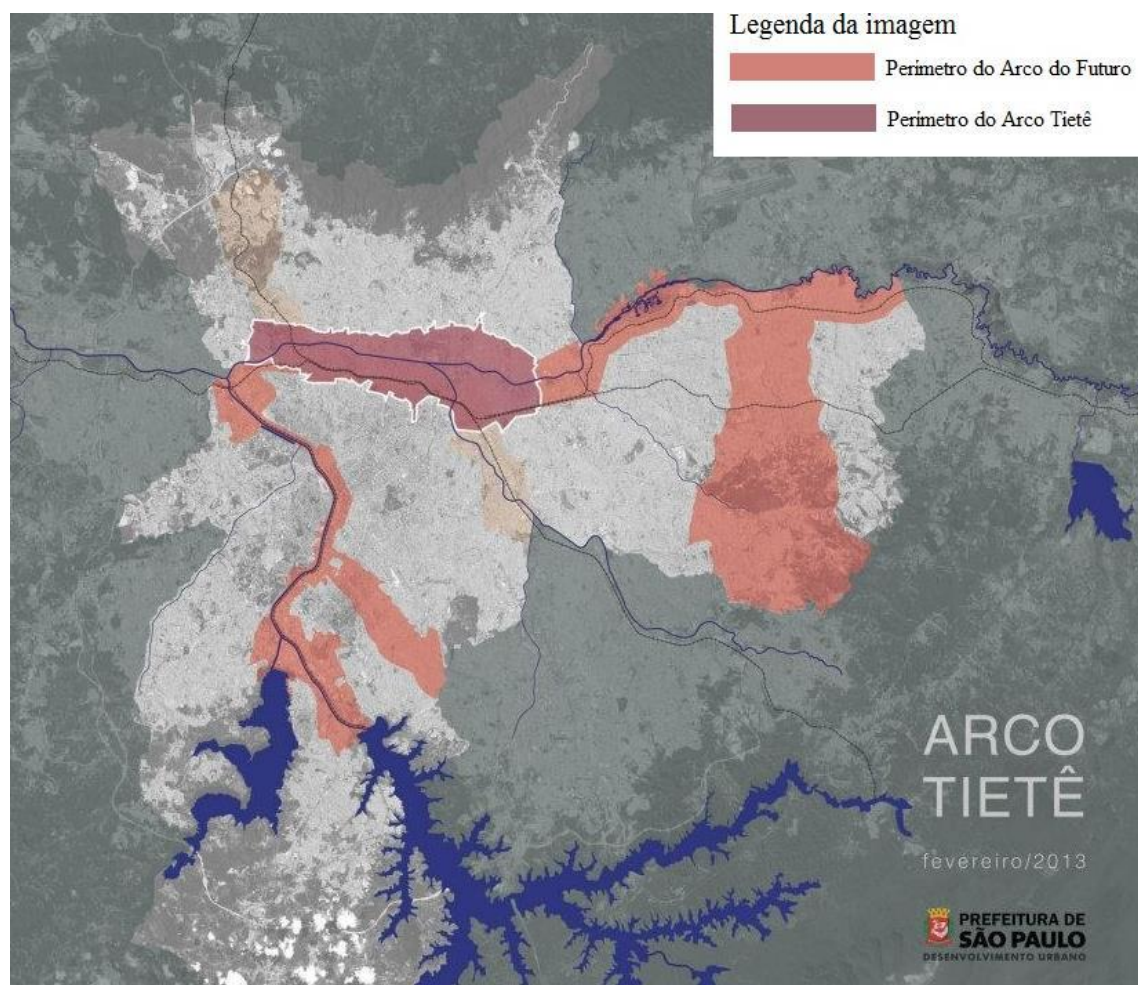 Legenda da imagem
Perimetro do Arco do Futuro
Perimetro do Arco Tietê
ARCO
TIETÊ
fevereiro/2013
PREFEITURA DE
SÃO PAULO
DESENVOLVIMENTO URBANO